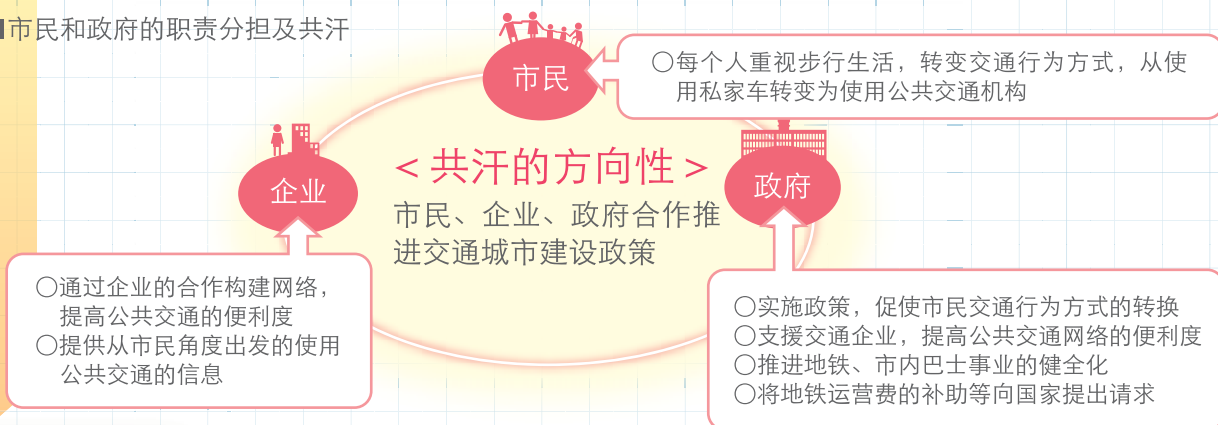 市民和政府的职责分担及共汗
市民
○每个人重视步行生活，转变交通行为方式，从使
用私家车转变为使用公共交通机构
企业
＜共汗的方向性＞
政府
市民、企业、政府合作推
进交通城市建设政策
○通过企业的合作构建网络，
提高公共交通的便利度
○提供从市民角度出发的使用
公共交通的信息
○实施政策，促使市民交通行为方式的转换
○支援交通企业，提高公共交通网络的便利度
○推进地铁、市内巴士事业的健全化
○将地铁运营费的补助等向国家提出请求